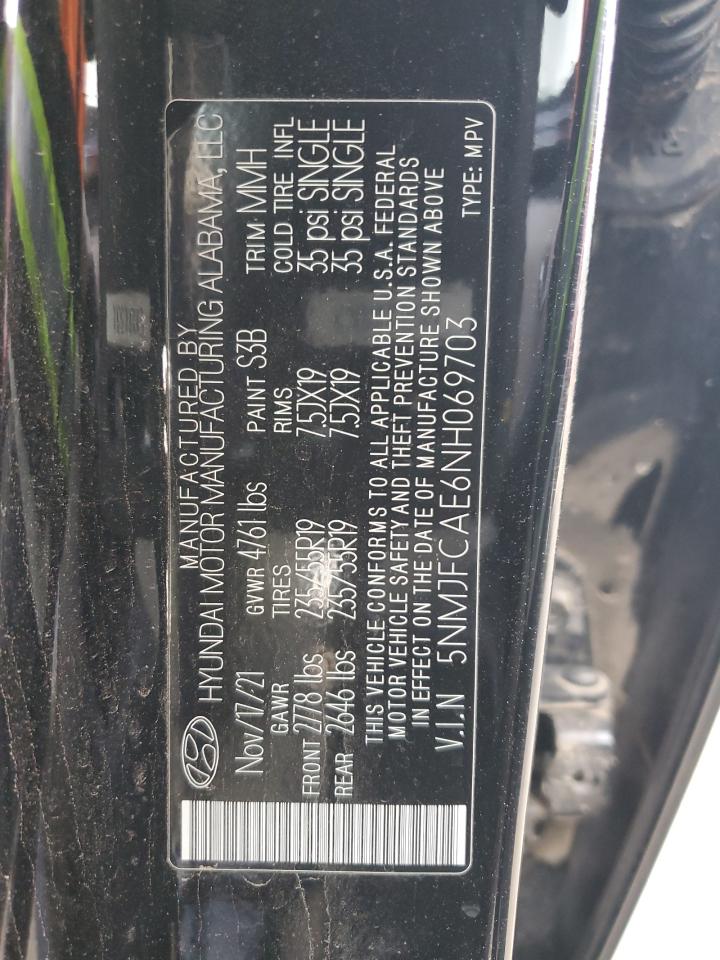 MANUFACTURED BY
HYUNDAI MOTOR MANUFACTURING ALABAMA, LLC
Nov/17/21 GVWR 4761 lbs PAINT S3B TRIM MMH
GAWR TIRES RIMS COLD TIRE INFL
FRONT 2778 lbs 235/55R19 7.5JX19 35 psi SINGLE
REAR 2646 lbs 235/55R19 7.5JX19 35 psi SINGLE
THIS VEHICLE CONFORMS TO ALL APPLICABLE U.S.A. FEDERAL
MOTOR VEHICLE SAFETY AND THEFT PREVENTION STANDARDS
IN EFFECT ON THE DATE OF MANUFACTURE SHOWN ABOVE
V.I.N 5NMJFCAE6NH069703 TYPE: MPV